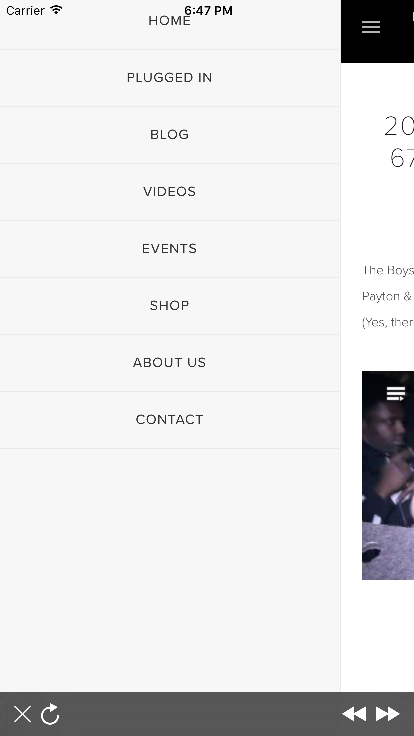 Carrier 6:47 PM
HOME
PLUGGED IN
BLOG
VIDEOS
EVENTS
SHOP
ABOUT US
CONTACT
20
67
The Boys
Payton &
(Yes, ther